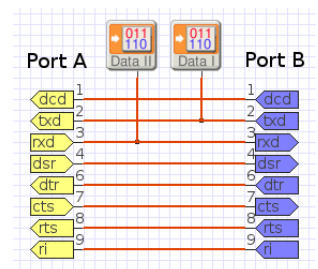 011 011
110 110
Port A Data II Data I Port B
1 1
dcd dcd
2 2
txd txd
3 3
rxd rxd
4 4
dsr dsr
6 6
dtr dtr
7 7
cts cts
8 8
rts rts
9 9
ri ri